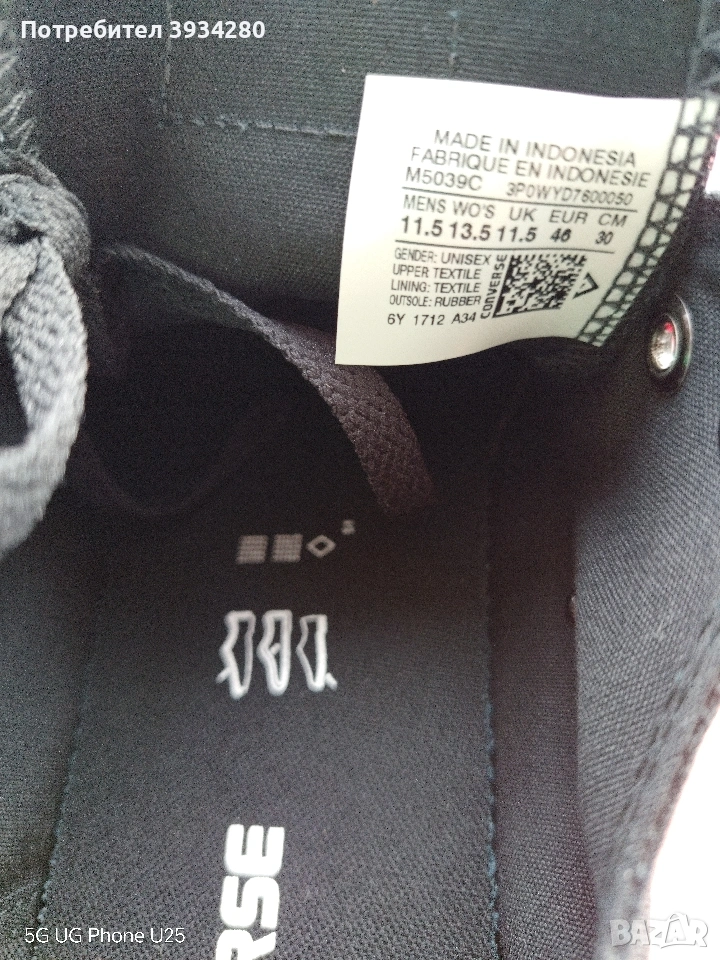 Потребител 3934280
MADE IN INDONESIA
FABRIQUE EN INDONESIE
M5039C 3P0WYD7600050
MENS WO'S UK EUR CM
11.5 13.5 11.5 46 30
GENDER: UNISEX
UPPER TEXTILE
LINING: TEXTILE
OUTSOLE: RUBBER
CONVERSE
6Y 1712 A34
RSE
5G UG Phone U25
BAZAR